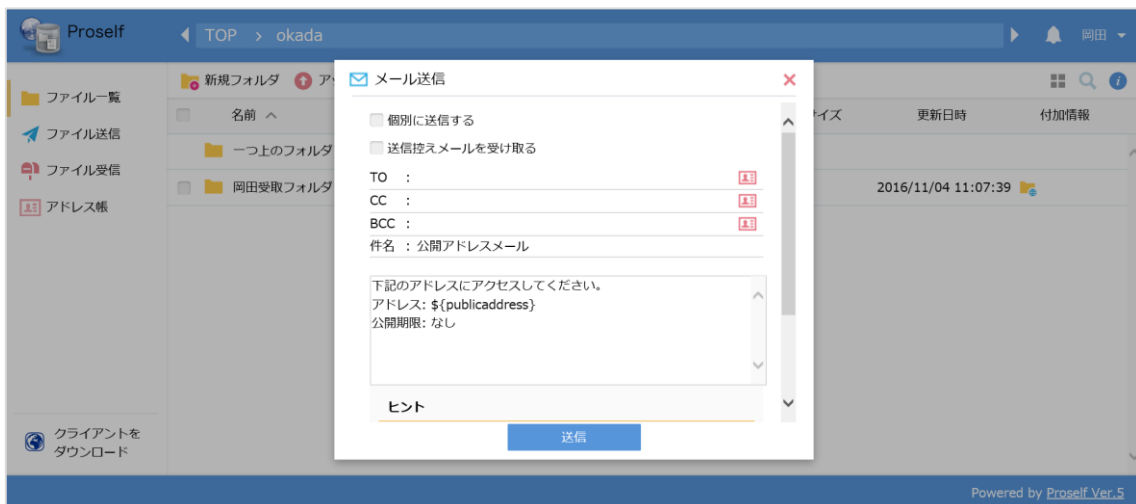 Proself
TOP > okada
岡田
新規フォルダ ア
メール送信
ファイル一覧
ファイル送信
ファイル受信
アドレス帳
名前
イズ 更新日時 付加情報
一つ上のフォルダ
岡田受取フォルダ
2016/11/04 11:07:39
個別に送信する
送信控えメールを受け取る
TO :
CC :
BCC :
件名 : 公開アドレスメール
下記のアドレスにアクセスしてください。
アドレス: ${publicaddress}
公開期限: なし
ヒント
送信
クライアントを
ダウンロード
Powered by Proself Ver.5